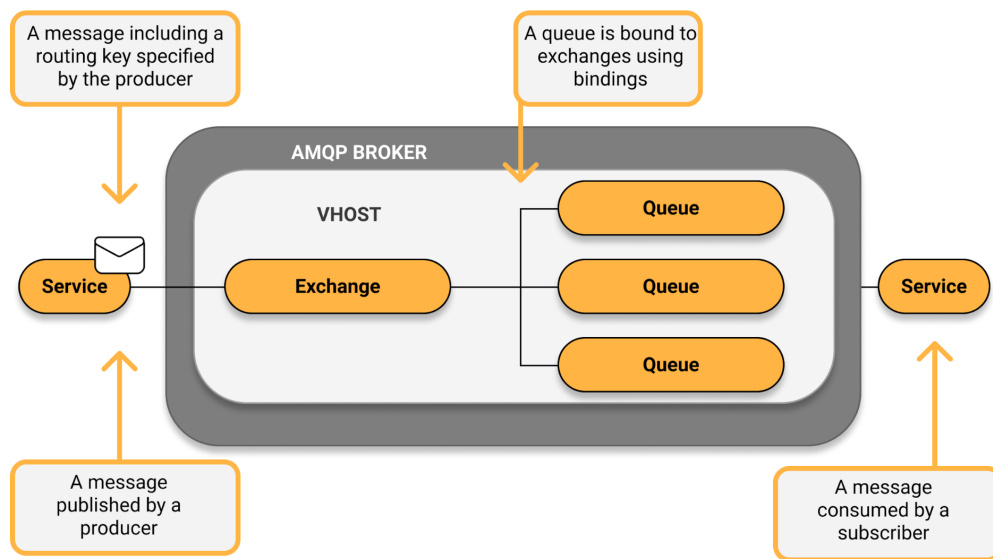 A message including a
routing key specified
by the producer
A queue is bound to
exchanges using
bindings
AMQP BROKER
VHOST
Queue
Service
Exchange
Queue
Service
Queue
A message
published by a
producer
A message
consumed by a
subscriber